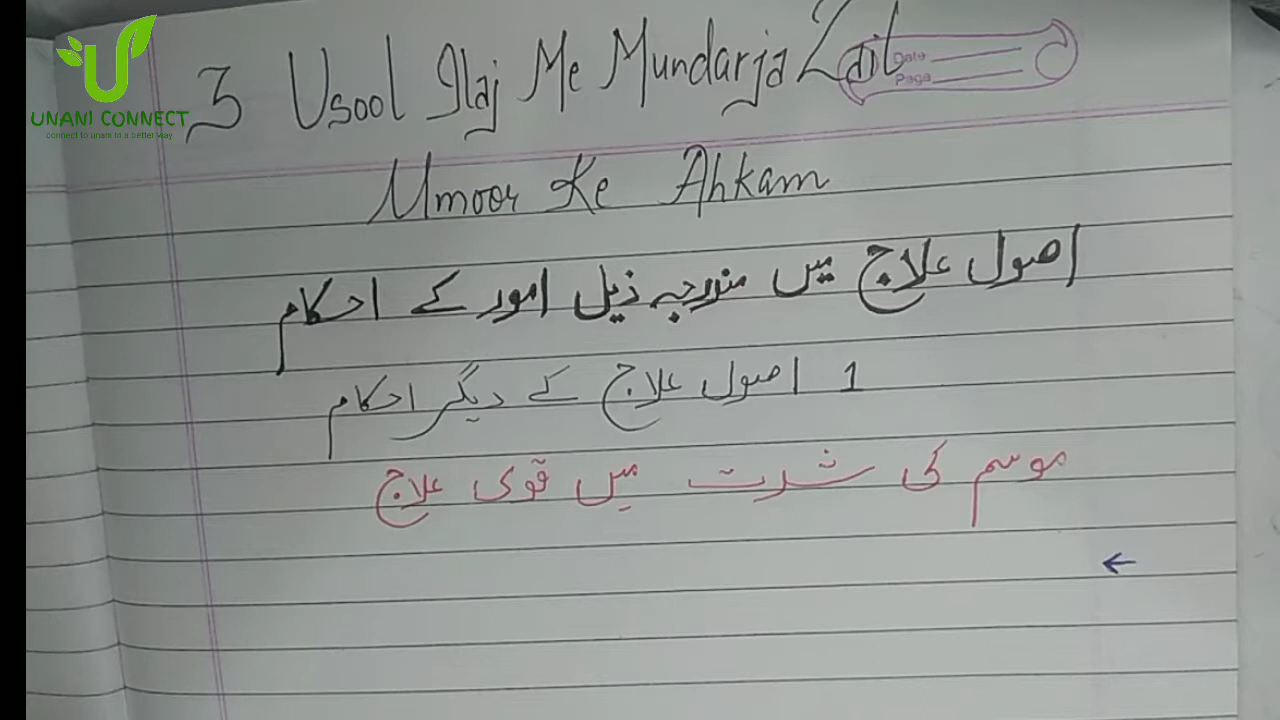 UNANI CONNECT
connect to unani in a better way
Date
Page
3 Usool Ilaj Me Mundarja Zail
Umoor Ke Ahkam
اصول علاج میں مندرجہ ذیل امور کے احکام
1 اصول علاج کے دیگر احکام
موسم کی شدت میں قوی علاج
←